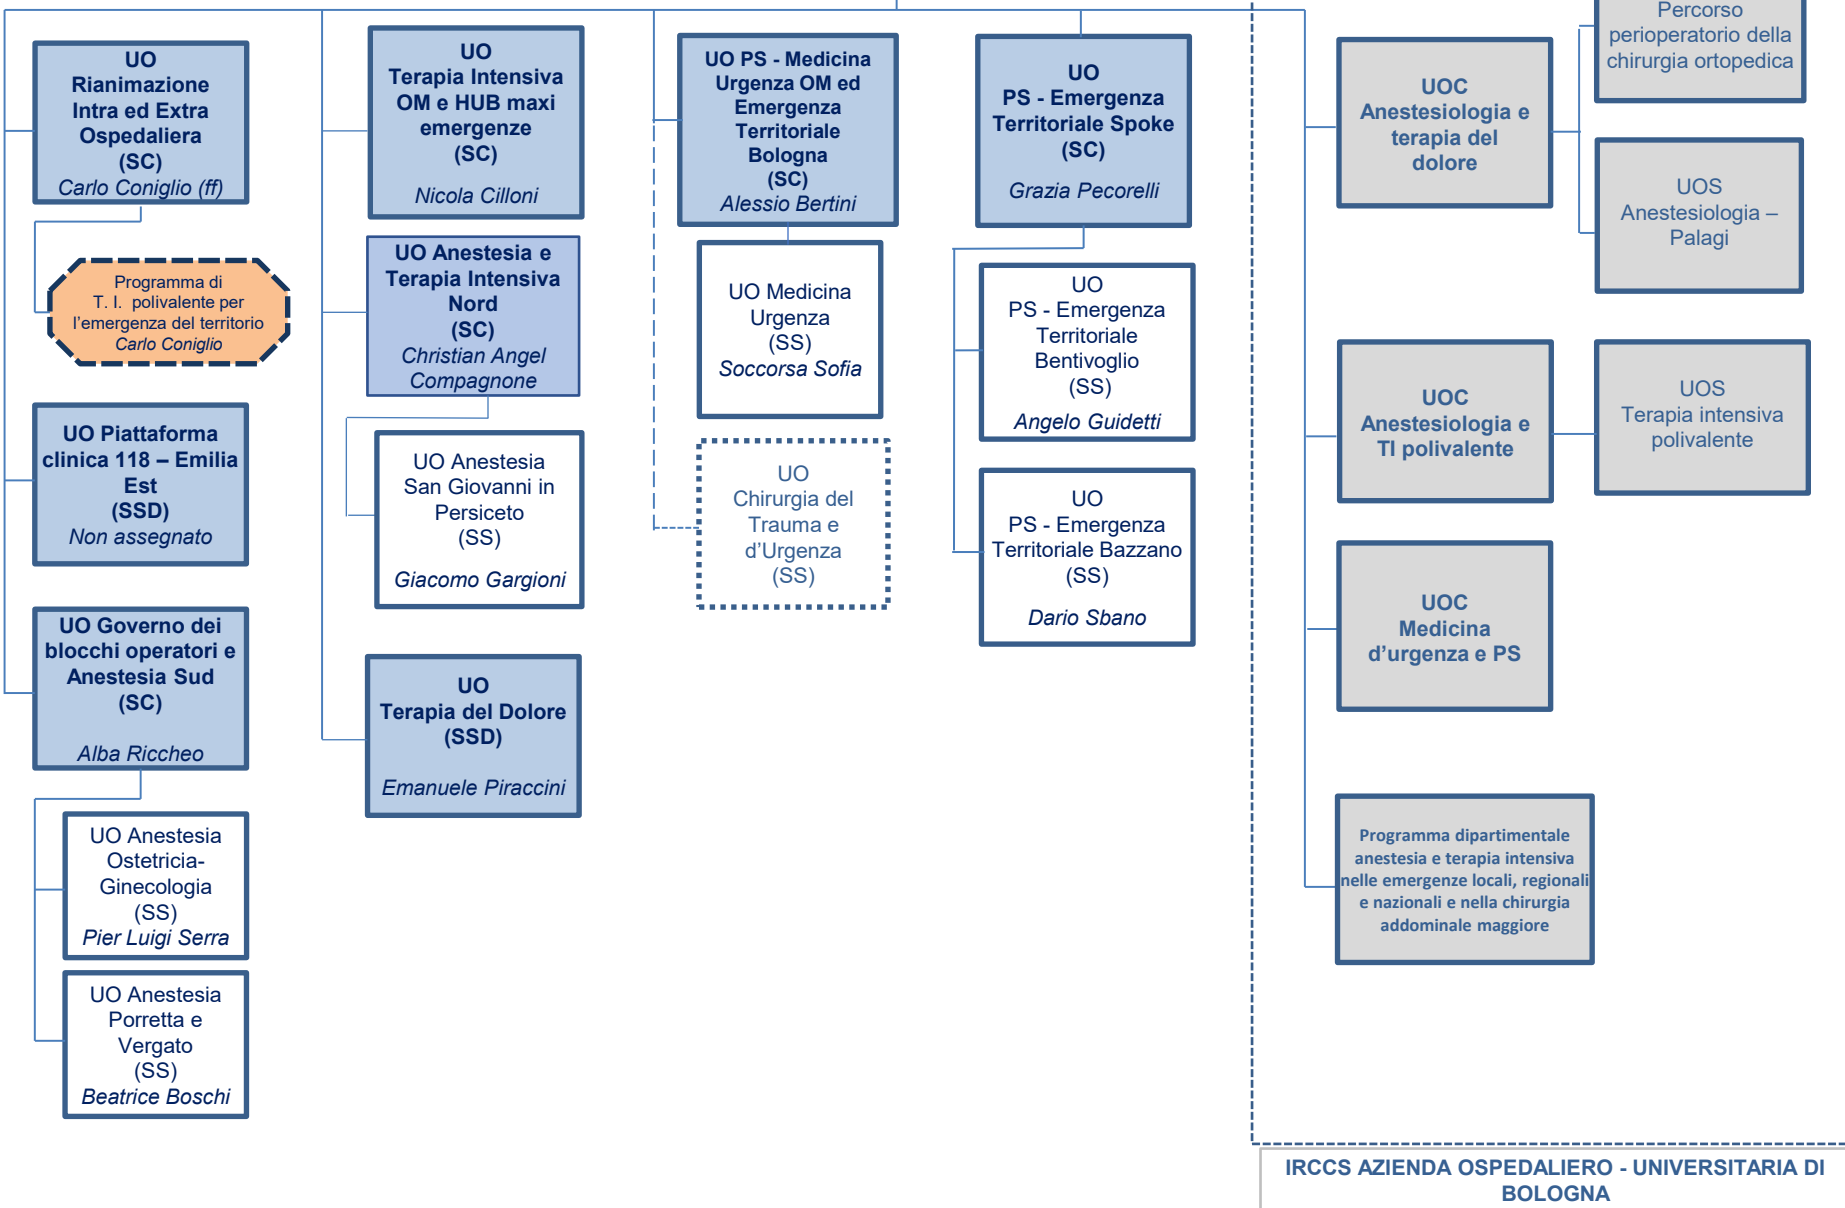 UO
Rianimazione
Intra ed Extra
Ospedaliera
(SC)
Carlo Coniglio (ff)
Programma di
T. I. polivalente per
l’emergenza del territorio
Carlo Coniglio
UO Piattaforma
clinica 118 – Emilia
Est
(SSD)
Non assegnato
UO Governo dei
blocchi operatori e
Anestesia Sud
(SC)
Alba Riccheo
UO Anestesia
Ostetricia-
Ginecologia
(SS)
Pier Luigi Serra
UO Anestesia
Porretta e
Vergato
(SS)
Beatrice Boschi
UO
Terapia Intensiva
OM e HUB maxi
emergenze
(SC)
Nicola Cilloni
UO Anestesia e
Terapia Intensiva
Nord
(SC)
Christian Angel
Compagnone
UO Anestesia
San Giovanni in
Persiceto
(SS)
Giacomo Gargioni
UO
Terapia del Dolore
(SSD)
Emanuele Piraccini
UO PS - Medicina
Urgenza OM ed
Emergenza
Territoriale
Bologna
(SC)
Alessio Bertini
UO Medicina
Urgenza
(SS)
Soccorsa Sofia
UO
Chirurgia del
Trauma e
d’Urgenza
(SS)
UO
PS - Emergenza
Territoriale Spoke
(SC)
Grazia Pecorelli
UO
PS - Emergenza
Territoriale
Bentivoglio
(SS)
Angelo Guidetti
UO
PS - Emergenza
Territoriale Bazzano
(SS)
Dario Sbano
UOC
Anestesiologia e
terapia del
dolore
Percorso
perioperatorio della
chirurgia ortopedica
UOS
Anestesiologia –
Palagi
UOC
Anestesiologia e
TI polivalente
UOS
Terapia intensiva
polivalente
UOC
Medicina
d’urgenza e PS
Programma dipartimentale
anestesia e terapia intensiva
nelle emergenze locali, regionali
e nazionali e nella chirurgia
addominale maggiore
IRCCS AZIENDA OSPEDALIERO - UNIVERSITARIA DI
BOLOGNA